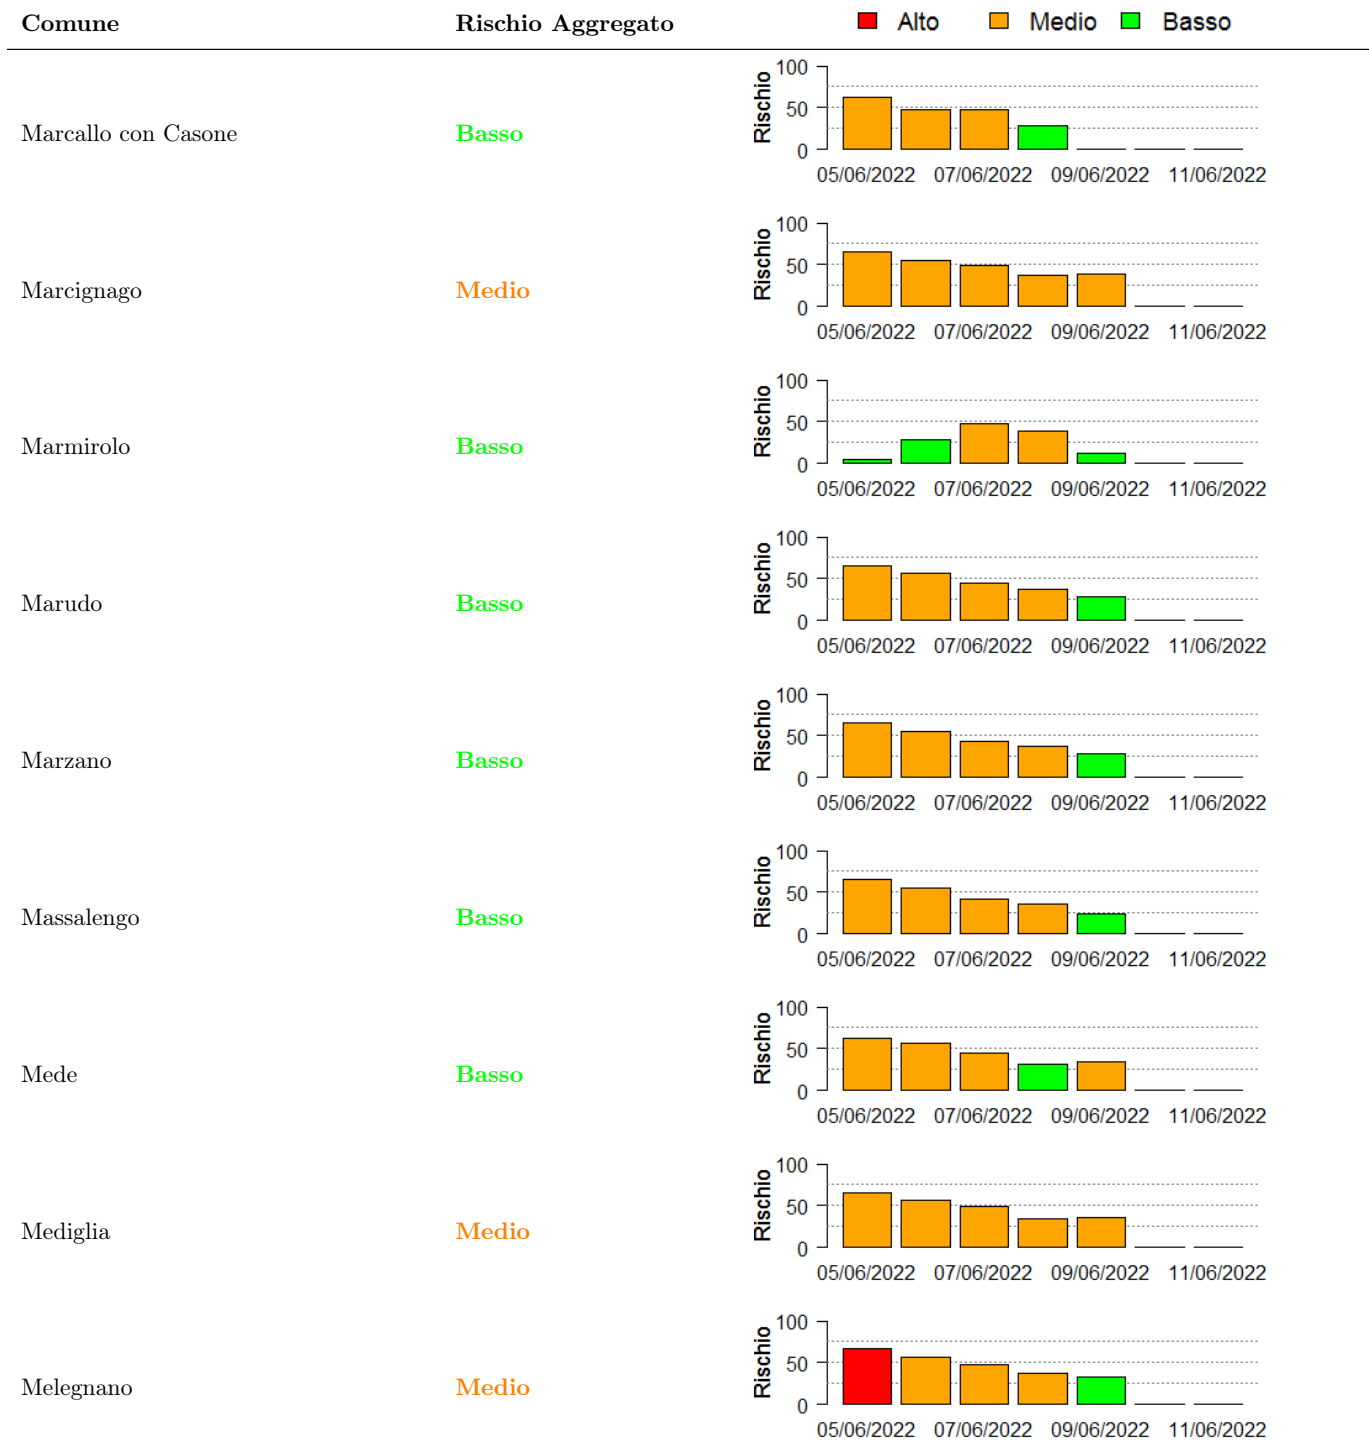 Comune Rischio Aggregato Alto Medio Basso
Marcallo con Casone Basso
Rischio
100
50
0
05/06/2022 07/06/2022 09/06/2022 11/06/2022
Marcignago Medio
Rischio
100
50
0
05/06/2022 07/06/2022 09/06/2022 11/06/2022
Marmirolo Basso
Rischio
100
50
0
05/06/2022 07/06/2022 09/06/2022 11/06/2022
Marudo Basso
Rischio
100
50
0
05/06/2022 07/06/2022 09/06/2022 11/06/2022
Marzano Basso
Rischio
100
50
0
05/06/2022 07/06/2022 09/06/2022 11/06/2022
Massalengo Basso
Rischio
100
50
0
05/06/2022 07/06/2022 09/06/2022 11/06/2022
Mede Basso
Rischio
100
50
0
05/06/2022 07/06/2022 09/06/2022 11/06/2022
Mediglia Medio
Rischio
100
50
0
05/06/2022 07/06/2022 09/06/2022 11/06/2022
Melegnano Medio
Rischio
100
50
0
05/06/2022 07/06/2022 09/06/2022 11/06/2022